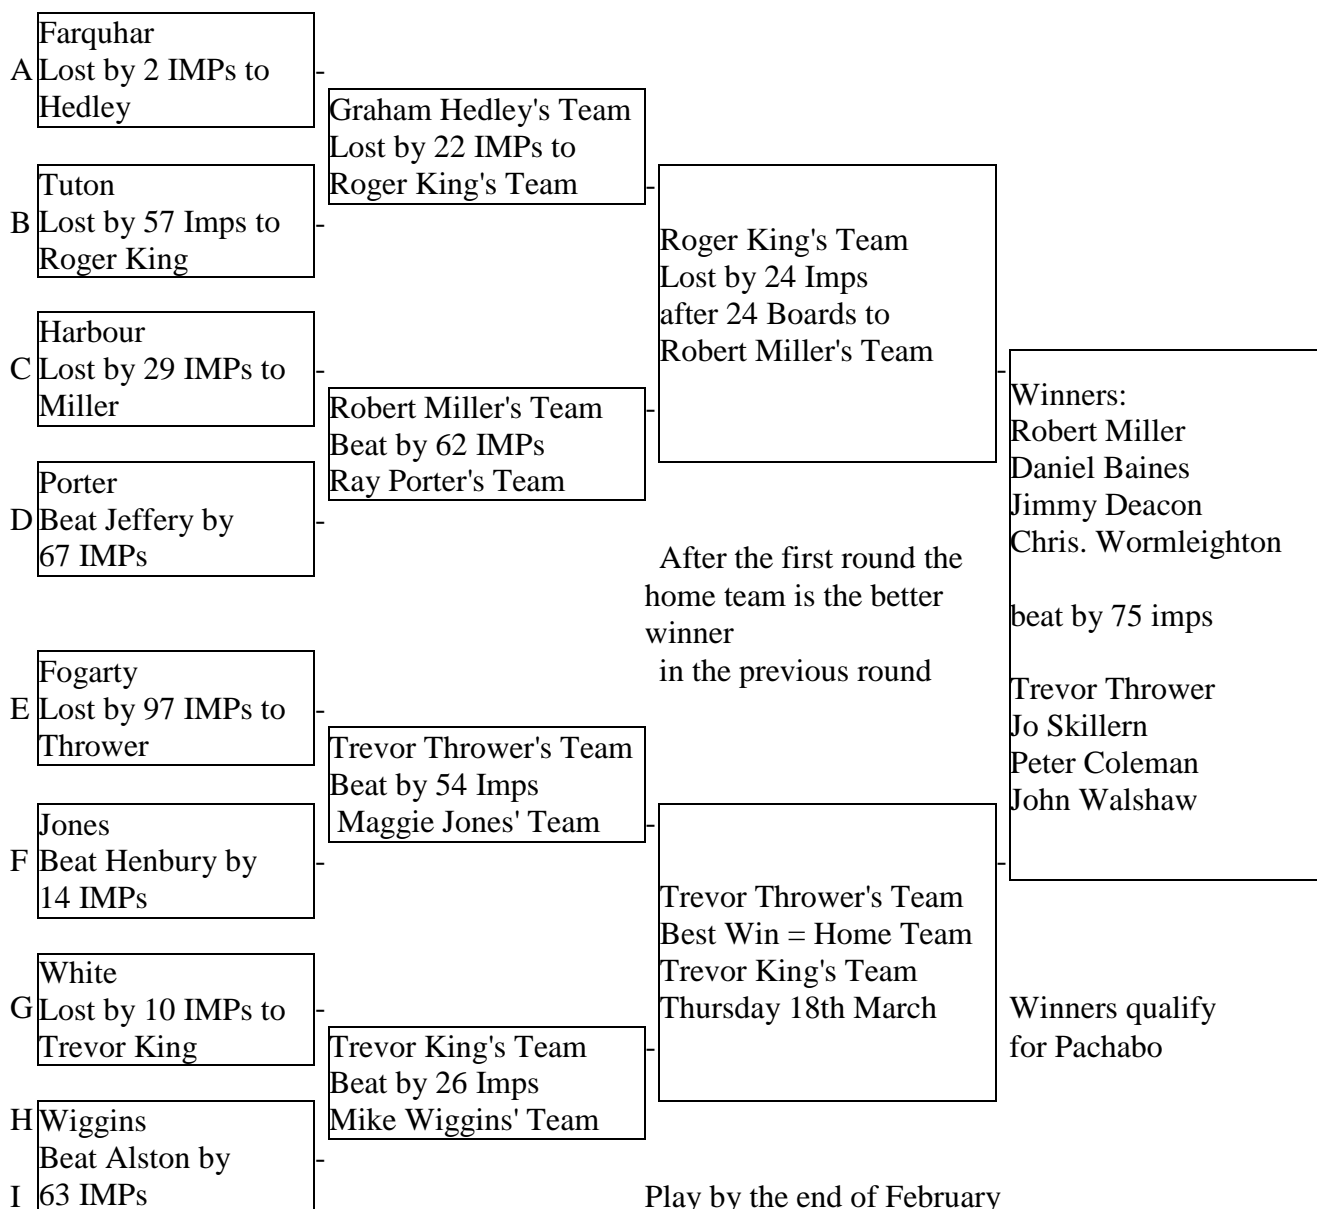 A
Farquhar
Lost by 2 IMPs to
Hedley
-
B
Tuton
Lost by 57 Imps to
Roger King
-
C
Harbour
Lost by 29 IMPs to
Miller
-
D
Porter
Beat Jeffery by
67 IMPs
-
E
Fogarty
Lost by 97 IMPs to
Thrower
-
F
Jones
Beat Henbury by
14 IMPs
-
G
White
Lost by 10 IMPs to
Trevor King
-
H
Wiggins
Beat Alston by
I
63 IMPs
-
Graham Hedley's Team
Lost by 22 IMPs to
Roger King's Team
-
Robert Miller's Team
Beat by 62 IMPs
Ray Porter's Team
-
Trevor Thrower's Team
Beat by 54 Imps
Maggie Jones' Team
-
Trevor King's Team
Beat by 26 Imps
Mike Wiggins' Team
-
Roger King's Team
Lost by 24 Imps
after 24 Boards to
Robert Miller's Team
-
After the first round the
home team is the better
winner
in the previous round
Trevor Thrower's Team
Best Win = Home Team
Trevor King's Team
Thursday 18th March
-
Play by the end of February
Winners:
Robert Miller
Daniel Baines
Jimmy Deacon
Chris. Wormleighton
beat by 75 imps
Trevor Thrower
Jo Skillern
Peter Coleman
John Walshaw
Winners qualify
for Pachabo